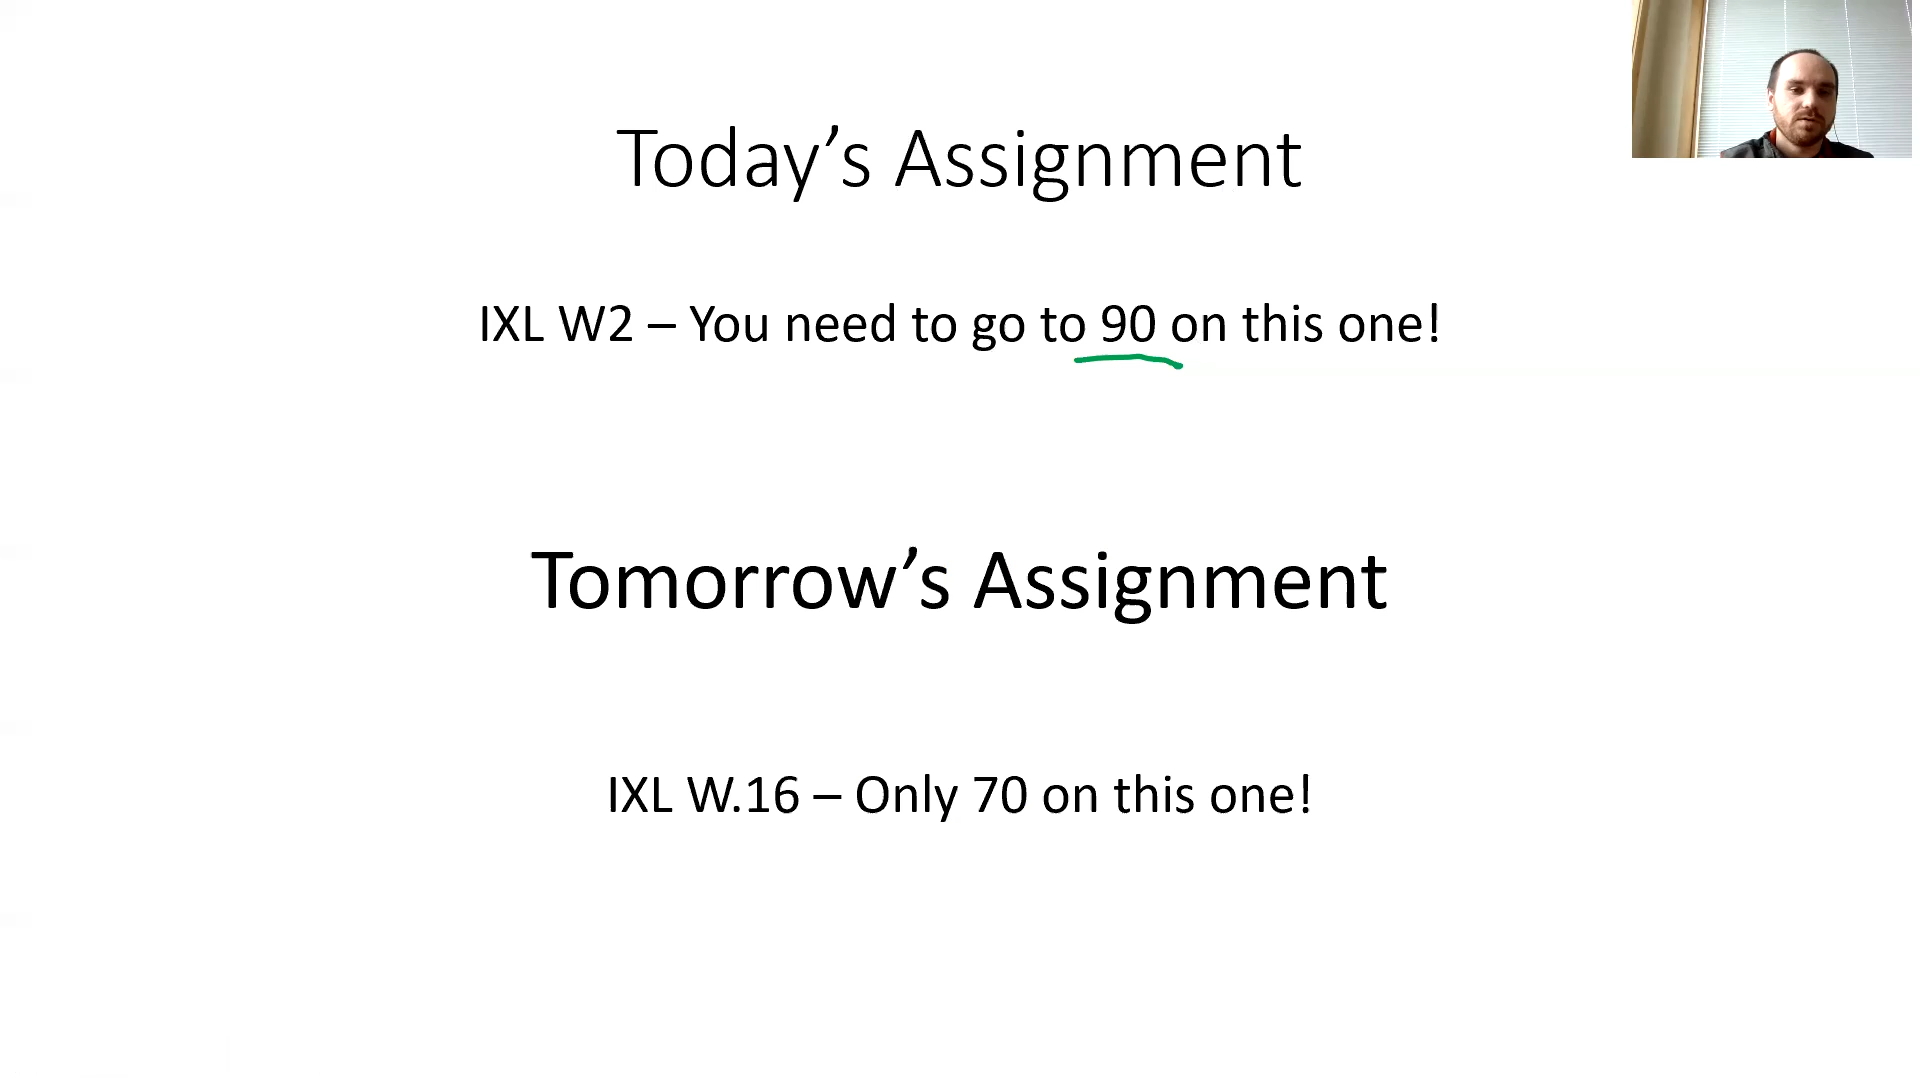 Today’s Assignment
IXL W2 – You need to go to 90 on this one!
Tomorrow’s Assignment
IXL W.16 – Only 70 on this one!